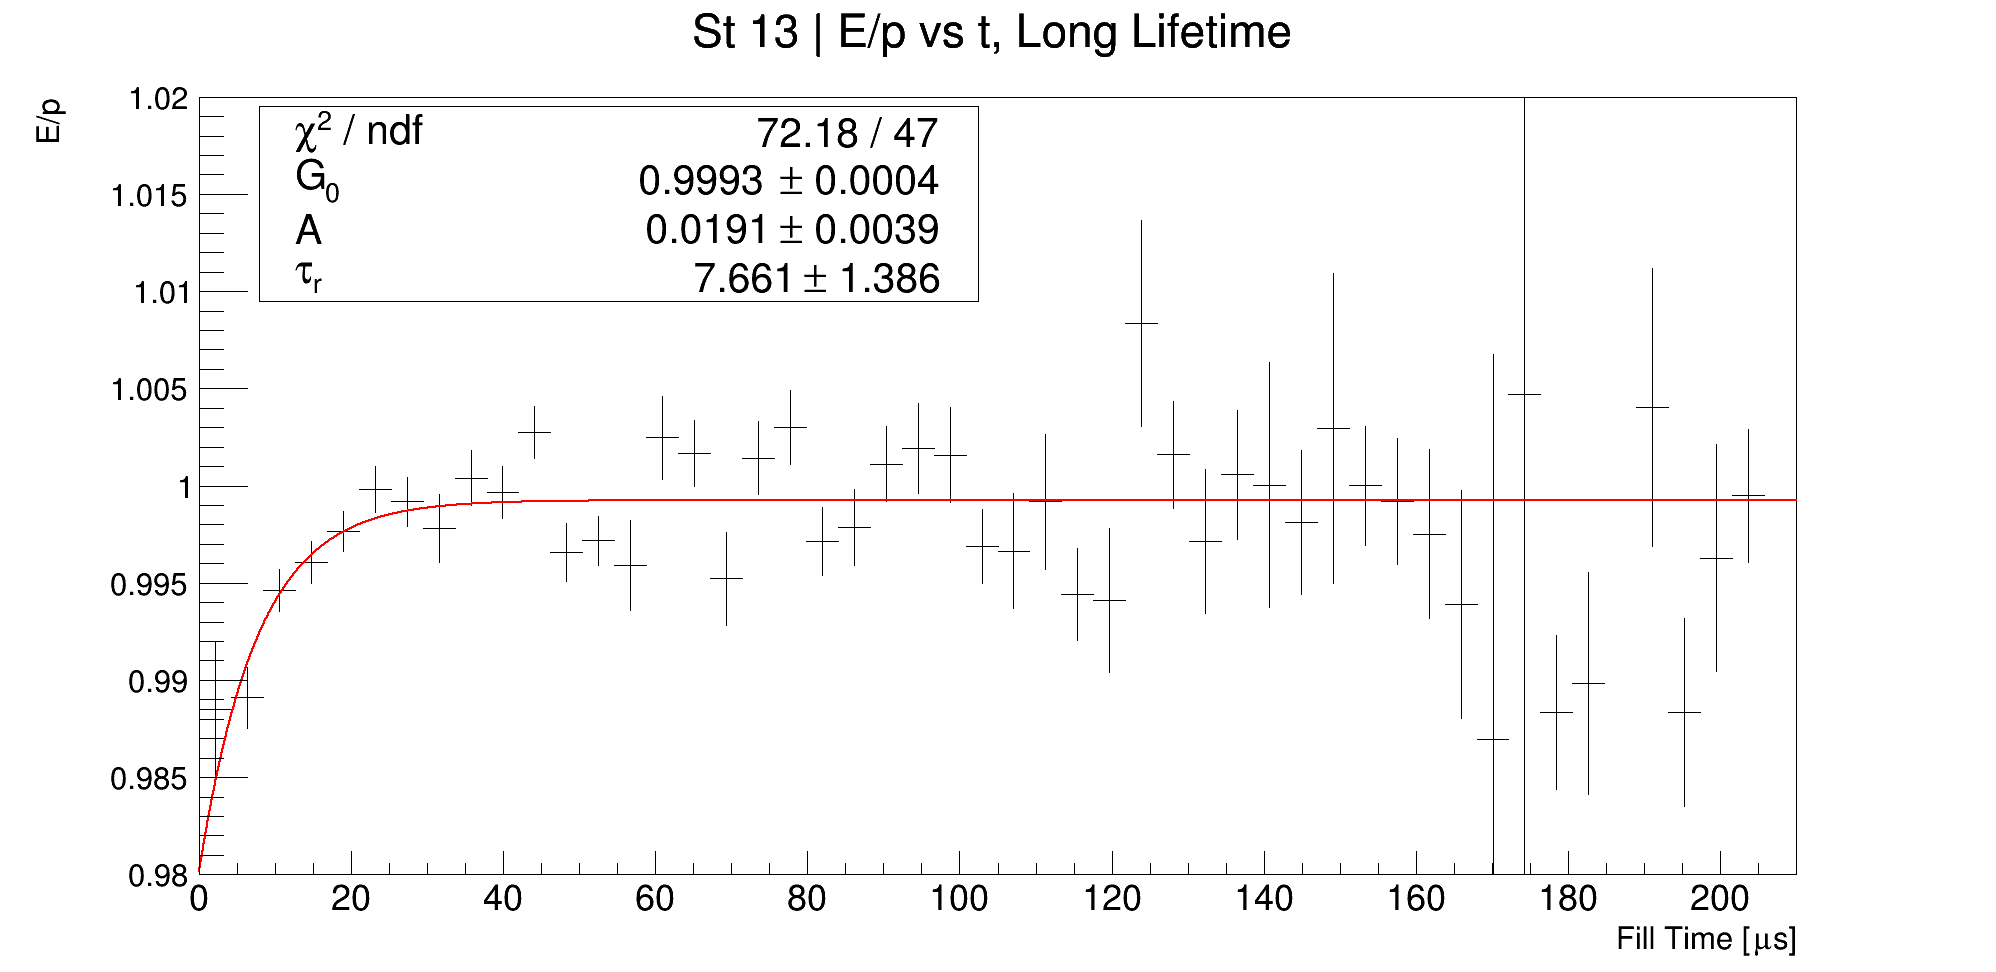 St 13 | E/p vs t, Long Lifetime
E/p
1.02
1.015
1.01
1.005
1
0.995
0.99
0.985
0.98
χ² / ndf 72.18 / 47
G₀ 0.9993 ± 0.0004
A 0.0191 ± 0.0039
τᵣ 7.661 ± 1.386
0 20 40 60 80 100 120 140 160 180 200
Fill Time [μs]